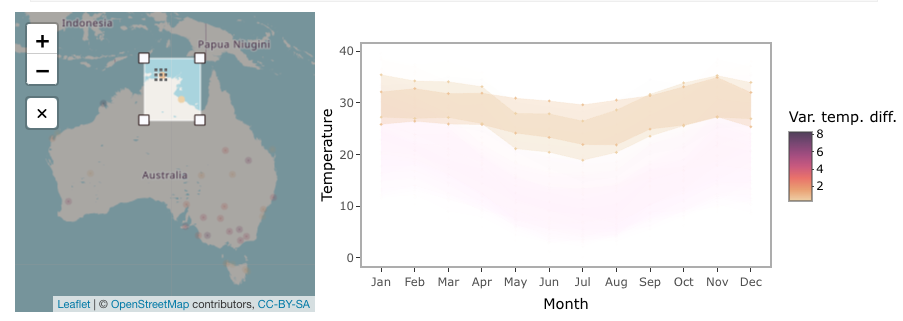 Indonesia
Papua Niugini
+
−
×
Australia
Leaflet | © OpenStreetMap contributors, CC-BY-SA
Temperature
40
30
20
10
0
Jan Feb Mar Apr May Jun Jul Aug Sep Oct Nov Dec
Month
Var. temp. diff.
8
6
4
2